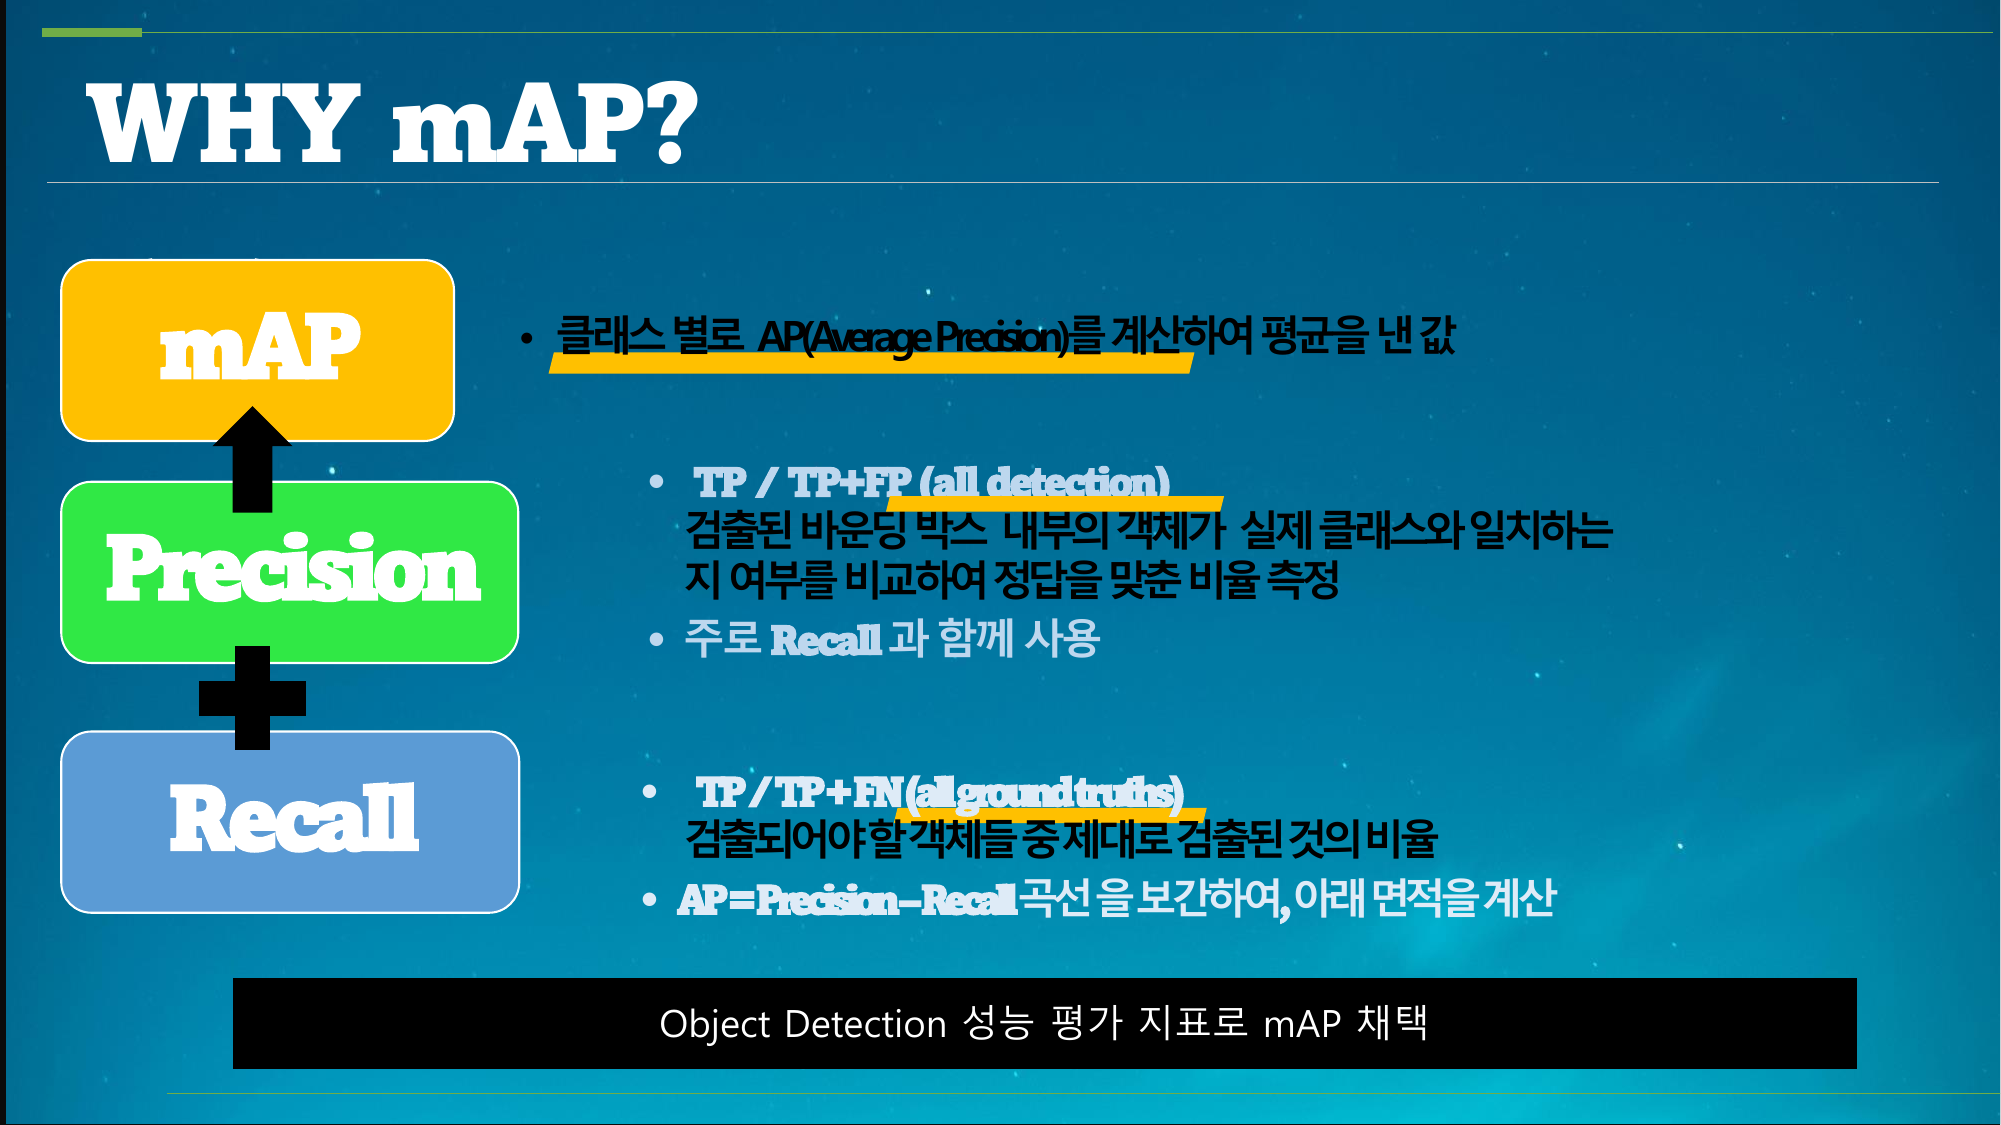 WHY mAP?
mAP
• 클래스 별로 AP(Average Precision)를 계산하여 평균을 낸 값
Precision
• TP / TP+FP (all detection)
검출된 바운딩 박스 내부의 객체가 실제 클래스와 일치하는
지 여부를 비교하여 정답을 맞춘 비율 측정
• 주로 Recall 과 함께 사용
Recall
• TP/TP+FN(all ground truths)
검출되어야 할 객체들 중 제대로 검출된 것의 비율
• AP=Precision–Recall 곡선 을 보간하여, 아래 면적을 계산
Object Detection 성능 평가 지표로 mAP 채택